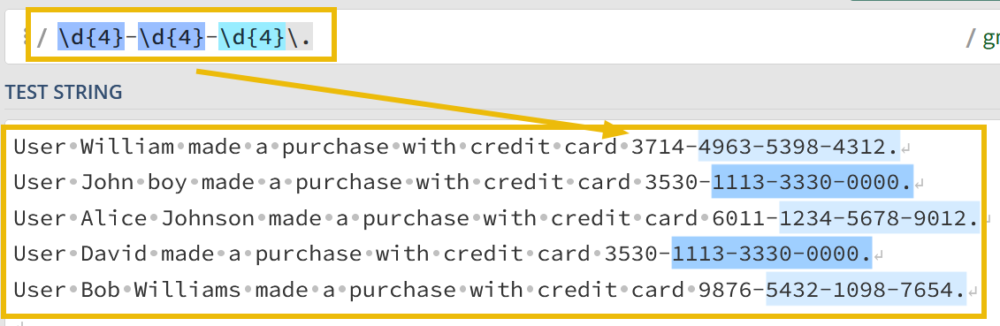 / \d{4}-\d{4}-\d{4}\. / g
TEST STRING
User·William·made·a·purchase·with·credit·card·3714-4963-5398-4312.↵
User·John·boy·made·a·purchase·with·credit·card·3530-1113-3330-0000.↵
User·Alice·Johnson·made·a·purchase·with·credit·card·6011-1234-5678-9012.↵
User·David·made·a·purchase·with·credit·card·3530-1113-3330-0000.↵
User·Bob·Williams·made·a·purchase·with·credit·card·9876-5432-1098-7654.↵